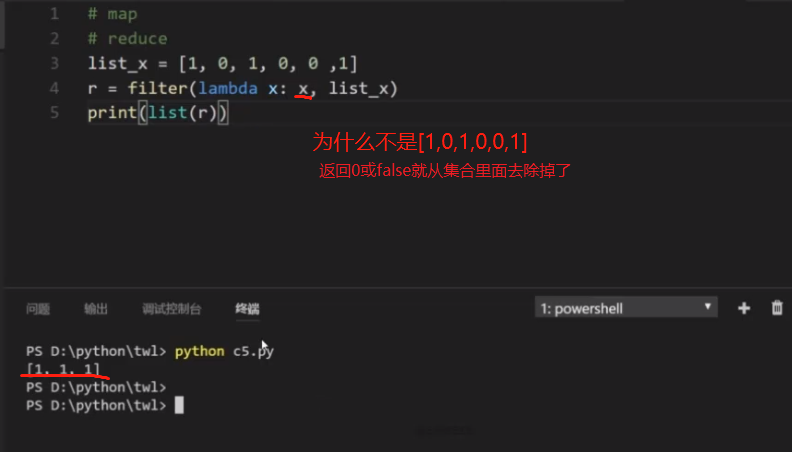 1 # map
2 # reduce
3 list_x = [1, 0, 1, 0, 0 ,1]
4 r = filter(lambda x: x, list_x)
5 print(list(r))
为什么不是[1,0,1,0,0,1]
返回0或false就从集合里面去除掉了
问题 输出 调试控制台 终端 1: powershell
PS D:\python\twl> python c5.py
[1, 1, 1]
PS D:\python\twl>
PS D:\python\twl>